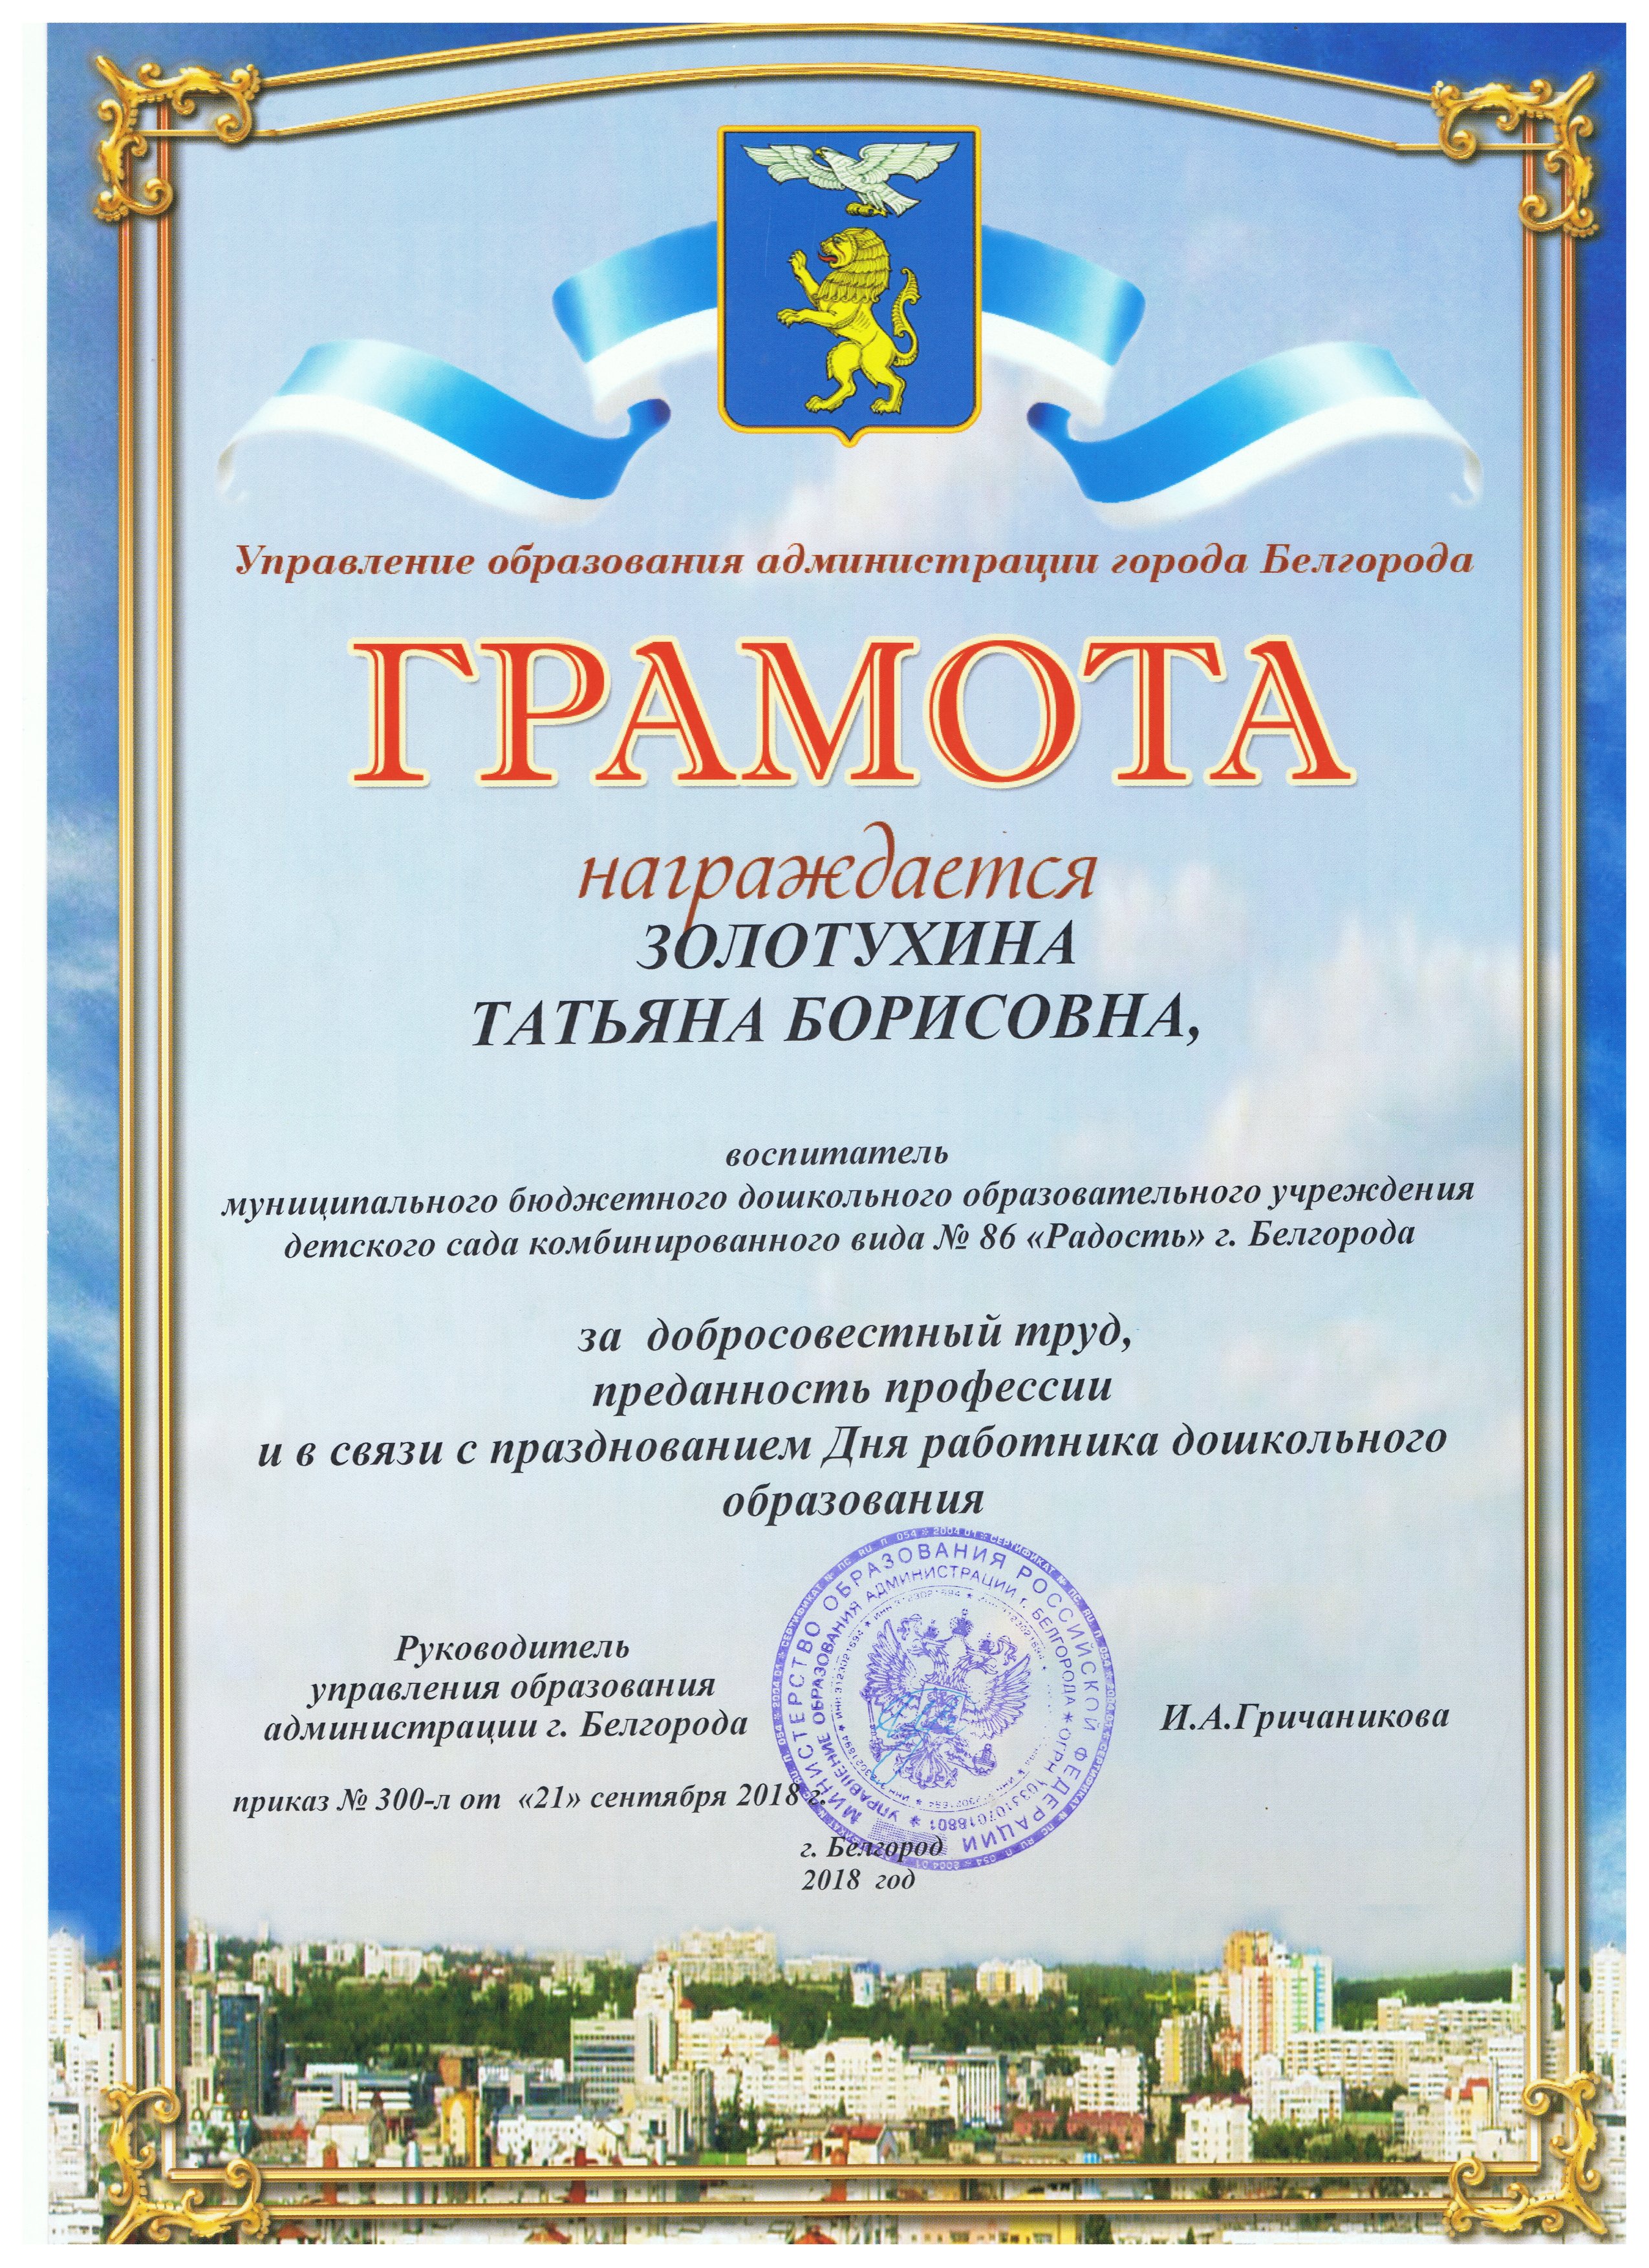 Управление образования администрации города Белгорода
ГРАМОТА
награждается
ЗОЛОТУХИНА
ТАТЬЯНА БОРИСОВНА,
воспитатель
муниципального бюджетного дошкольного образовательного учреждения
детского сада комбинированного вида № 86 «Радость» г. Белгорода
за добросовестный труд,
преданность профессии
и в связи с празднованием Дня работника дошкольного
образования
Руководитель
управления образования
администрации г. Белгорода
И.А.Гричаникова
приказ № 300-л от «21» сентября 2018 г.
г. Белгород
2018 год
МИНИСТЕРСТВО ОБРАЗОВАНИЯ РОССИЙСКОЙ ФЕДЕРАЦИИ
УПРАВЛЕНИЕ ОБРАЗОВАНИЯ АДМИНИСТРАЦИИ г. БЕЛГОРОДА * ОГРН 1033107018801 *